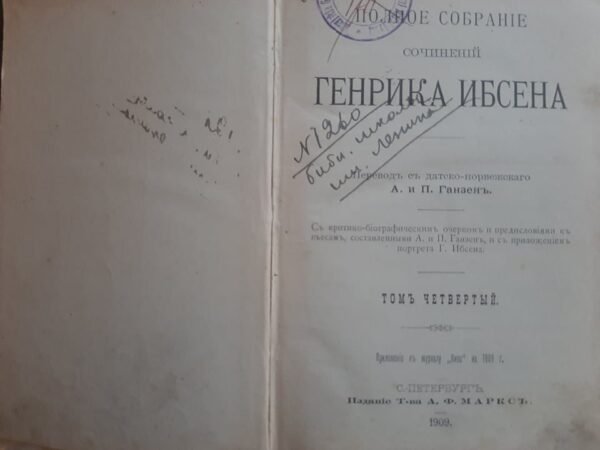 ПОЛНОЕ СОБРАНІЕ
СОЧИНЕНІЙ
ГЕНРИКА ИБСЕНА
N 1260
библ. школы
им. Ленина
Переводъ съ датско-норвежскаго
А. и П. Ганзенъ.
Съ критико-біографическимъ очеркомъ и предисловіями къ
пьесамъ, составленными А. и П. Ганзенъ, и съ приложеніемъ
портрета Г. Ибсена.
ТОМЪ ЧЕТВЕРТЫЙ.
Приложеніе къ журналу „Нива“ на 1909 г.
С.-ПЕТЕРБУРГЪ.
Изданіе Т-ва А. Ф. МАРКСЪ.
1909.